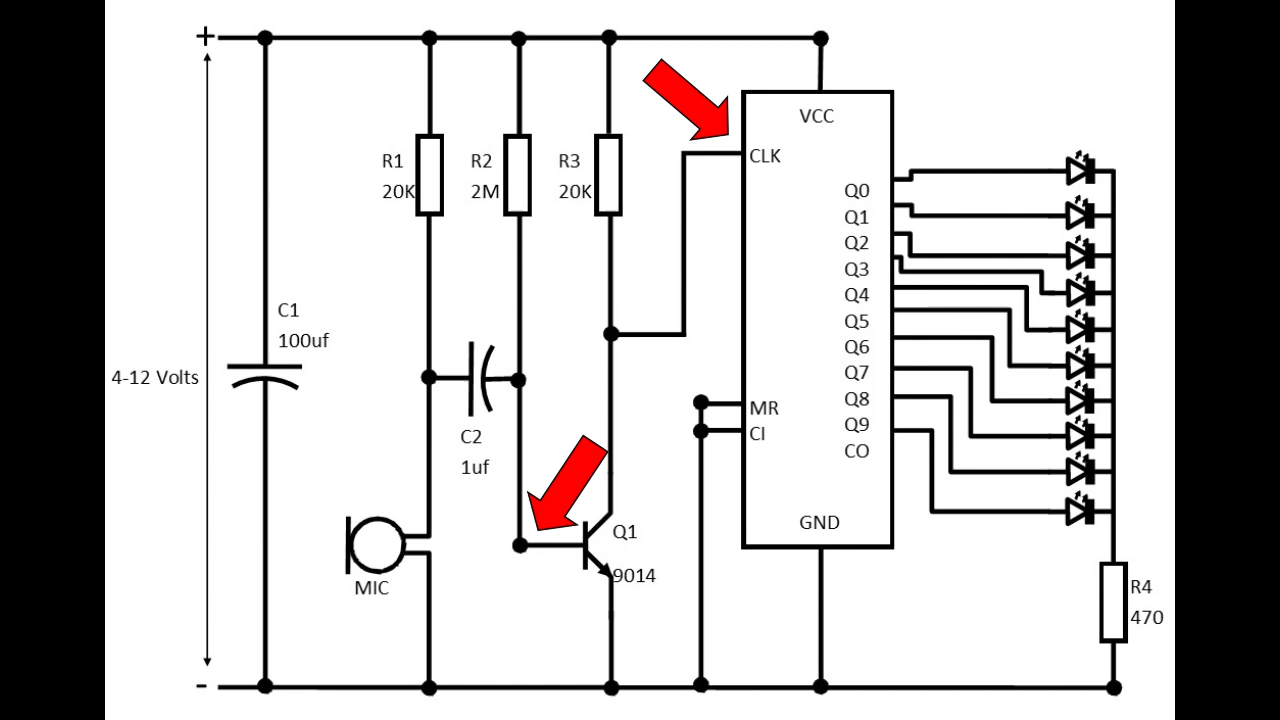 +
VCC
R1
20K
R2
2M
R3
20K
CLK
Q0
Q1
Q2
Q3
Q4
Q5
Q6
Q7
Q8
Q9
CO
C1
100uf
4-12 Volts
MR
CI
C2
1uf
GND
Q1
9014
MIC
R4
470
-